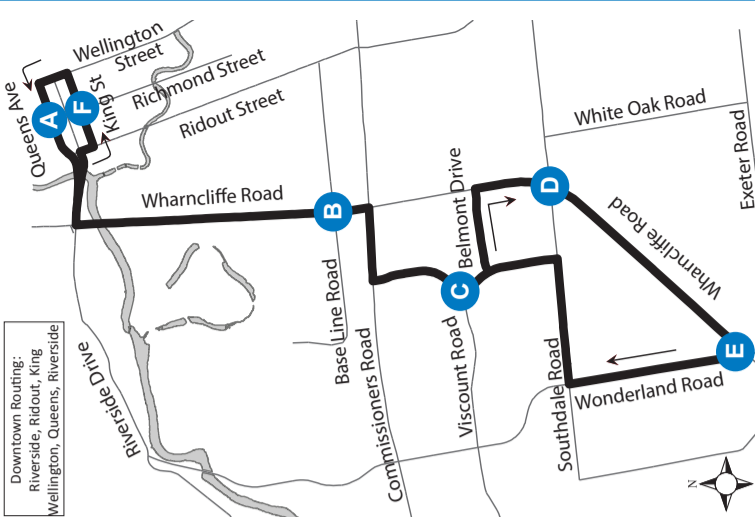 Wellington
Street
Queens Ave
King St
Richmond Street
Ridout Street
A
F
White Oak Road
Exeter Road
Wharncliffe Road
B
Belmont Drive
D
Wharncliffe Road
C
E
Base Line Road
Commissioners Road
Viscount Road
Southdale Road
Wonderland Road
Riverside Drive
Downtown Routing:
Riverside, Ridout, King
Wellington, Queens, Riverside
N